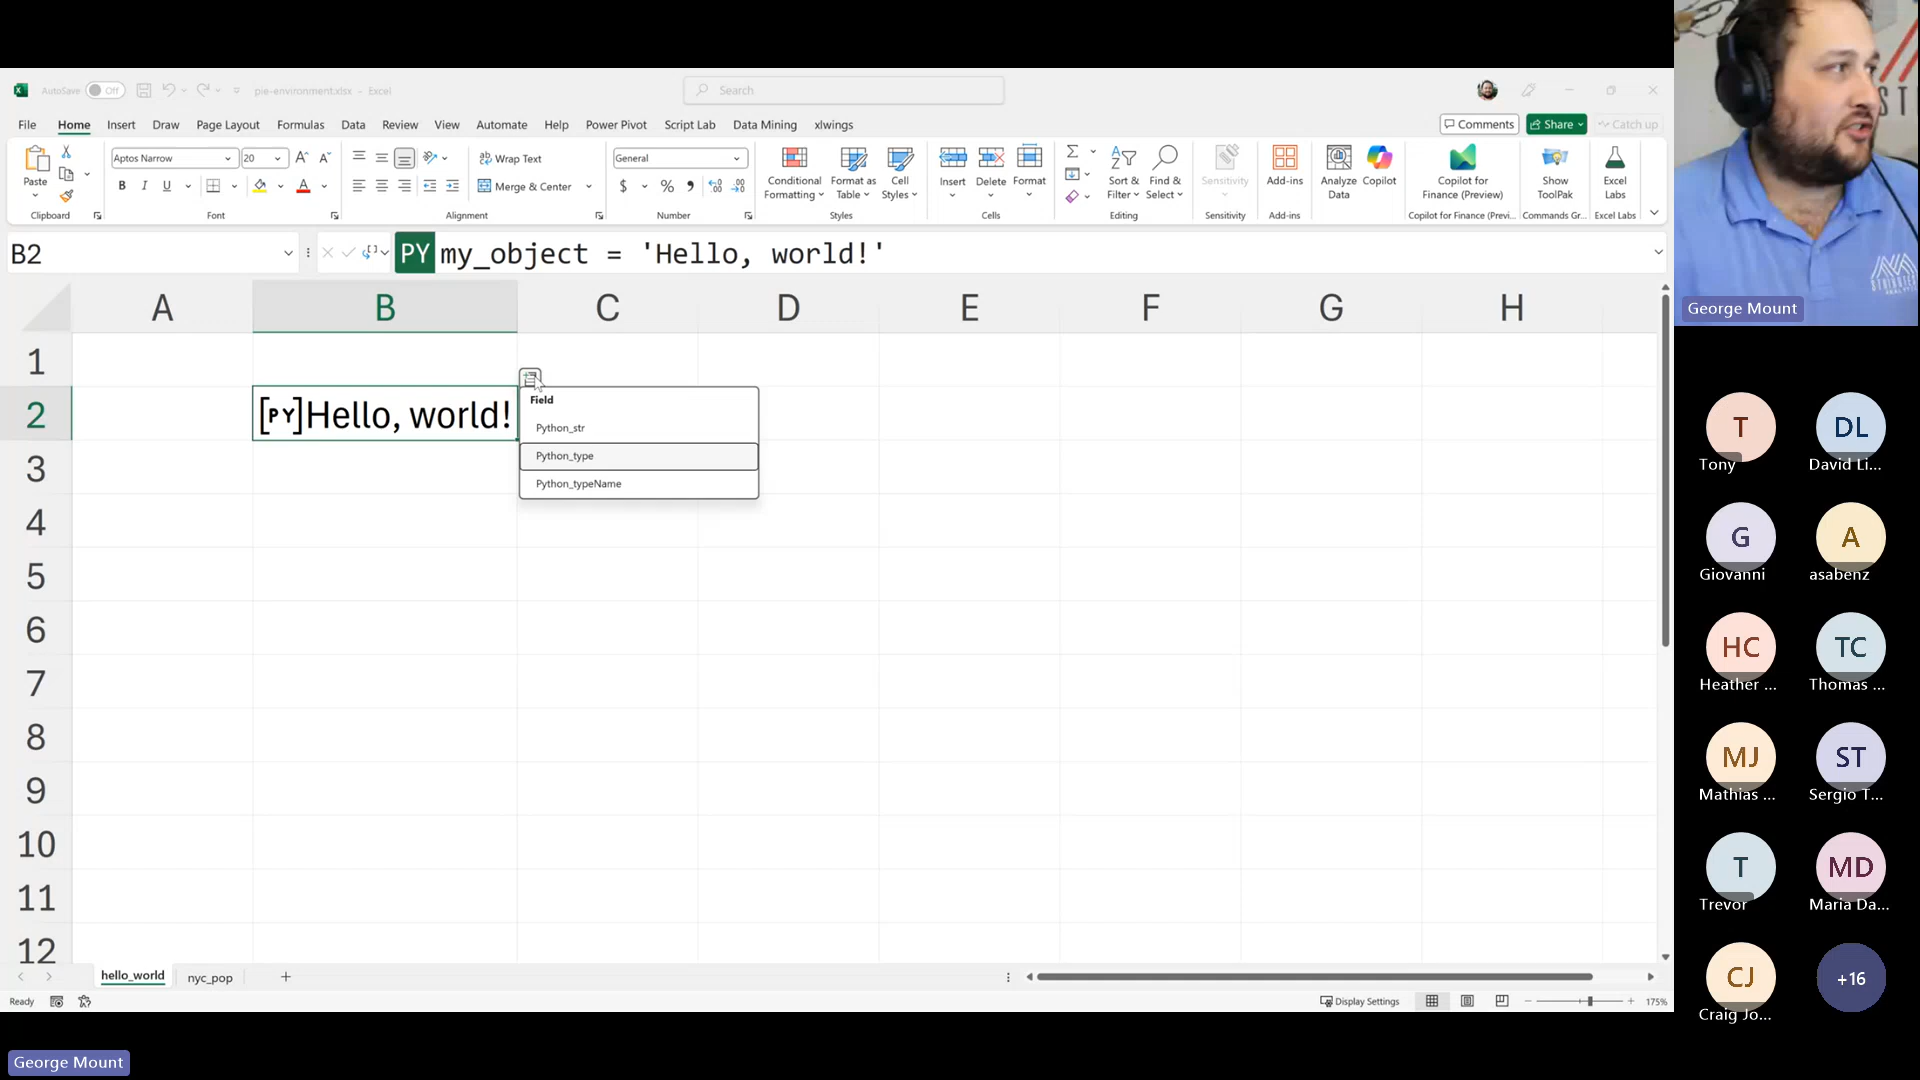 AutoSave Off pie-environment.xlsx - Excel Search
File Home Insert Draw Page Layout Formulas Data Review View Automate Help Power Pivot Script Lab Data Mining xlwings Comments Share Catch up
Paste Aptos Narrow 20 Wrap Text General Conditional Formatting Format as Table Cell Styles Insert Delete Format Sort & Filter Find & Select Sensitivity Add-ins Analyze Data Copilot Copilot for Finance (Preview) Show ToolPak Excel Labs
B I U Merge & Center $ % 9
Clipboard Font Alignment Number Styles Cells Editing Sensitivity Add-ins Copilot for Finance (Previ... Commands Gr... Excel Labs
B2 PY my_object = 'Hello, world!'
A B C D E F G H
1
2 [PY]Hello, world!
3
4
5
6
7
8
9
10
11
12
Field
Python_str
Python_type
Python_typeName
hello_world nyc_pop +
Ready Display Settings 175%
George Mount
George Mount
T DL
Tony David Li...
G A
Giovanni asabenz
HC TC
Heather ... Thomas ...
MJ ST
Mathias ... Sergio T...
T MD
Trevor Maria Da...
CJ +16
Craig Jo...